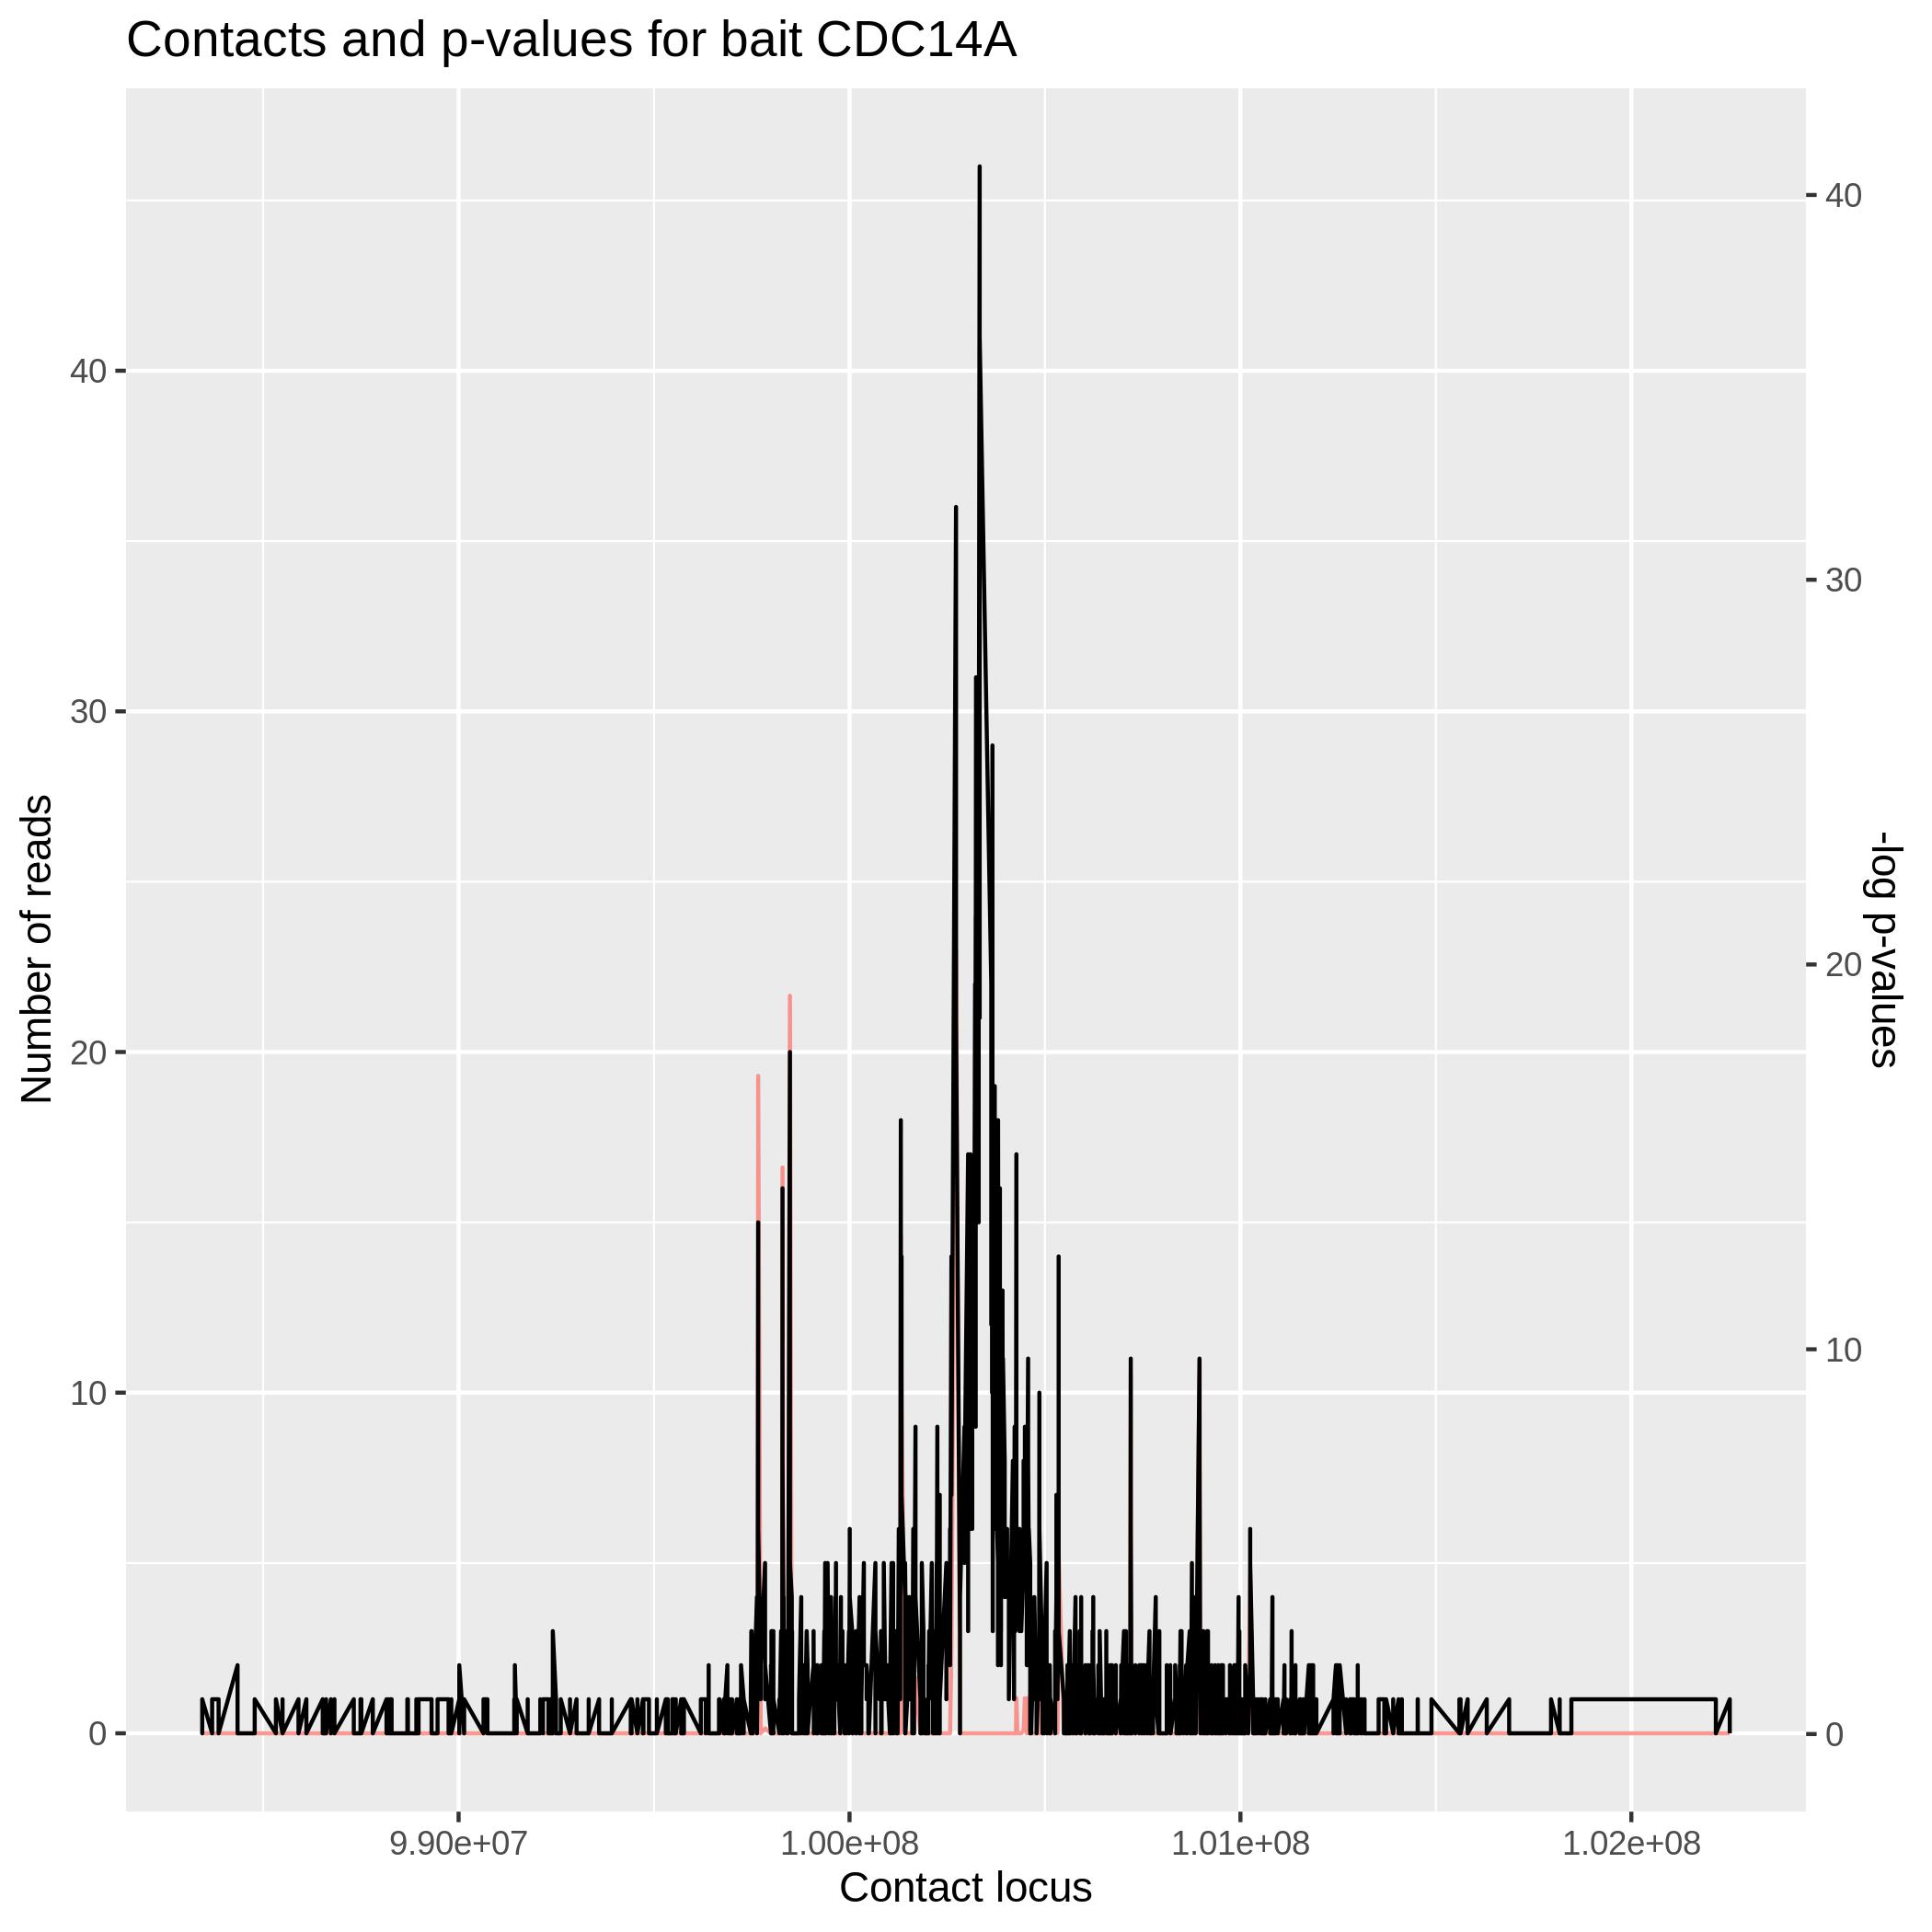 Contacts and p-values for bait CDC14A
40
30
20
10
0
Number of reads
40
30
20
10
0
-log p-values
9.90e+07
1.00e+08
1.01e+08
1.02e+08
Contact locus